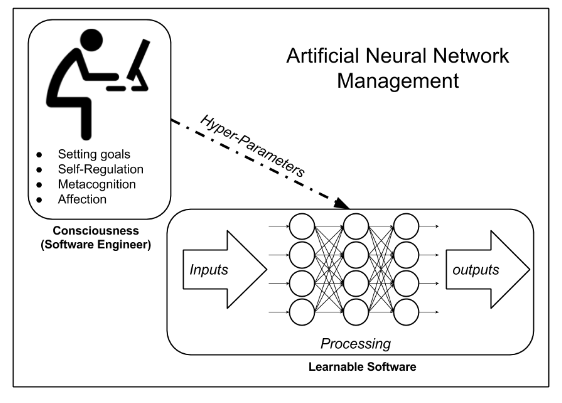 Artificial Neural Network
Management
● Setting goals
● Self-Regulation
● Metacognition
● Affection
Consciousness
(Software Engineer)
Hyper-Parameters
Inputs
outputs
Processing
Learnable Software